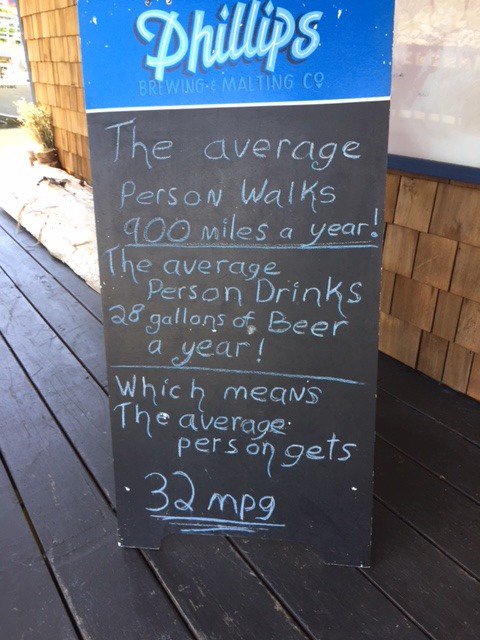 Phillips
BREWING & MALTING CO
The average
Person Walks
900 miles a year!
The average
Person Drinks
28 gallons of Beer
a year!
Which means
The average
person gets
32 mpg